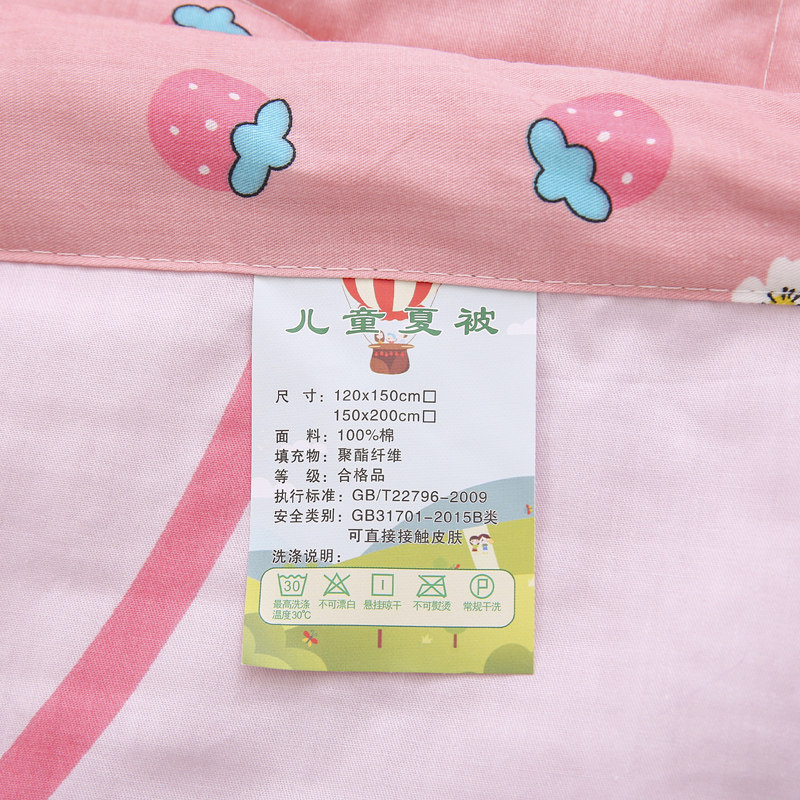 儿童夏被
尺 寸：120x150cm□
150x200cm□
面 料：100%棉
填充物：聚酯纤维
等 级：合格品
执行标准：GB/T22796-2009
安全类别：GB31701-2015B类
可直接接触皮肤
洗涤说明：
30
P
最高洗涤温度30℃ 不可漂白 悬挂晾干 不可熨烫 常规干洗